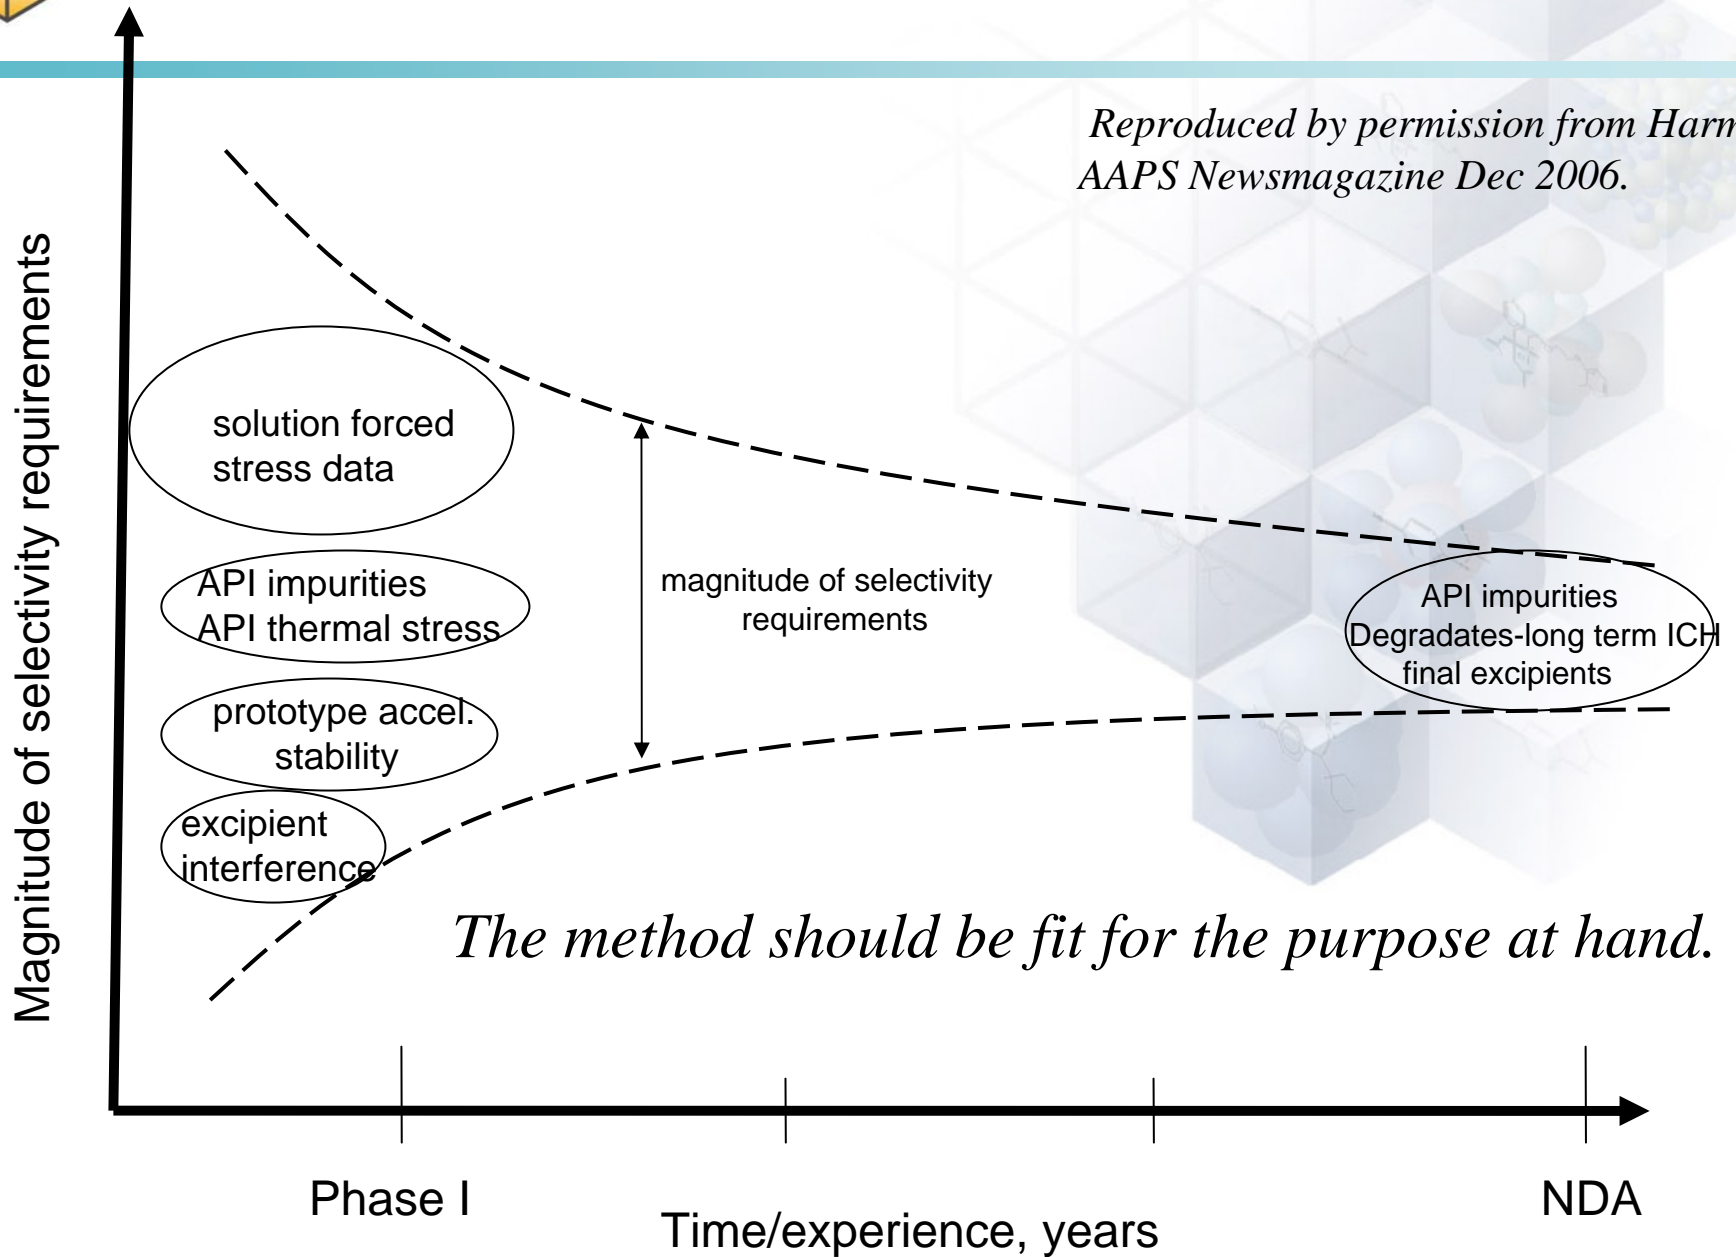 Reproduced by permission from Harm
AAPS Newsmagazine Dec 2006.
Magnitude of selectivity requirements
solution forced
stress data
API impurities
API thermal stress
prototype accel.
stability
excipient
interference
magnitude of selectivity
requirements
API impurities
Degradates-long term ICH
final excipients
The method should be fit for the purpose at hand.
Phase I
NDA
Time/experience, years